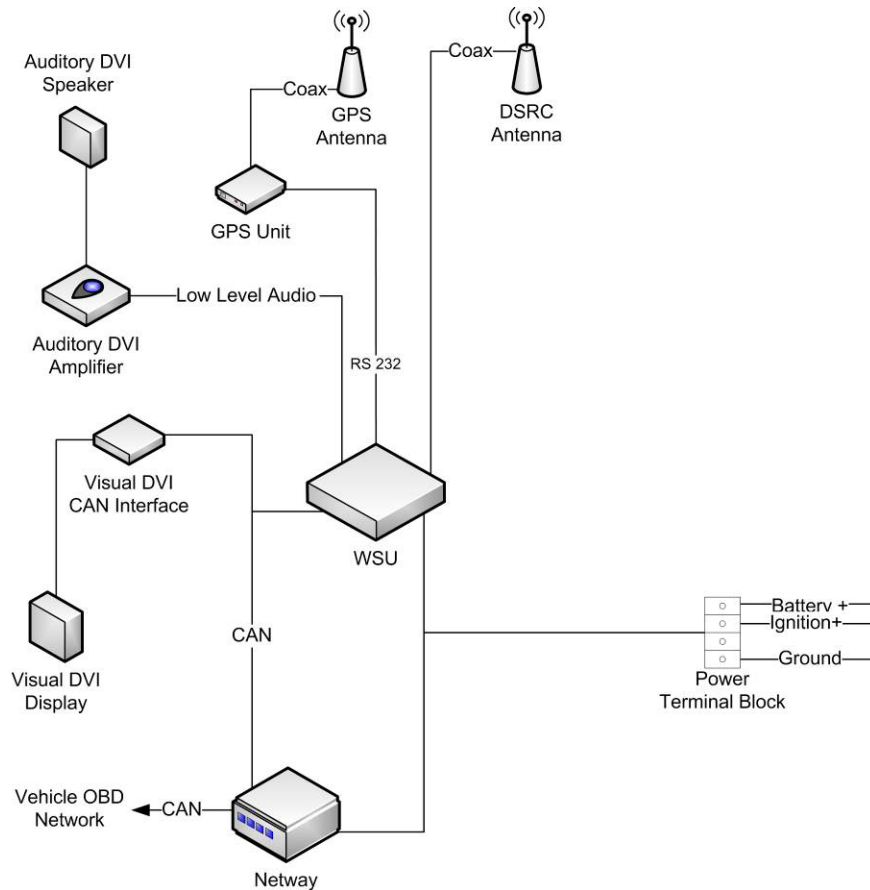 Auditory DVI
Speaker
Coax
GPS
Antenna
Coax
DSRC
Antenna
GPS Unit
Low Level Audio
Auditory DVI
Amplifier
RS 232
Visual DVI
CAN Interface
WSU
CAN
Visual DVI
Display
Battery +
Ignition+
Ground
Power
Terminal Block
Vehicle OBD
Network
CAN
Netway